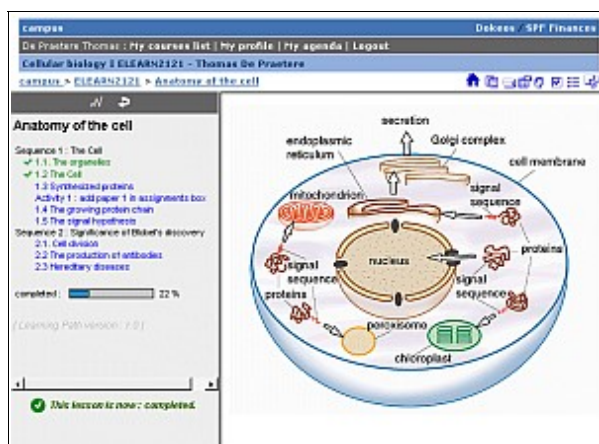 campus
Dokeos / SPF Finances
De Praetere Thomas : My courses list | My profile | My agenda | Logout
Cellular biology I ELEARN2121 - Thomas De Praetere
campus > ELEARN2121 > Anatomy of the cell
Anatomy of the cell
Sequence 1 : The Cell
1.1. The organelles
1.2 The Cell
1.3 Synthesized proteins
Activity 1 : add paper 1 in assignments box
1.4 The growing protein chain
1.5 The signal hypothesis
Sequence 2 : Significance of Blobel's discovery
2.1. Cell division
2.2 The production of antibodies
2.3 Hereditary diseases
completed : 22 %
( Learning Path version : 1.0 )
This lesson is now : completed.
secretion
endoplasmic
reticulum
Golgi complex
cell membrane
mitochondrion
signal
sequence
proteins
nucleus
signal
sequence
signal
sequence
proteins
peroxisome
chloroplast